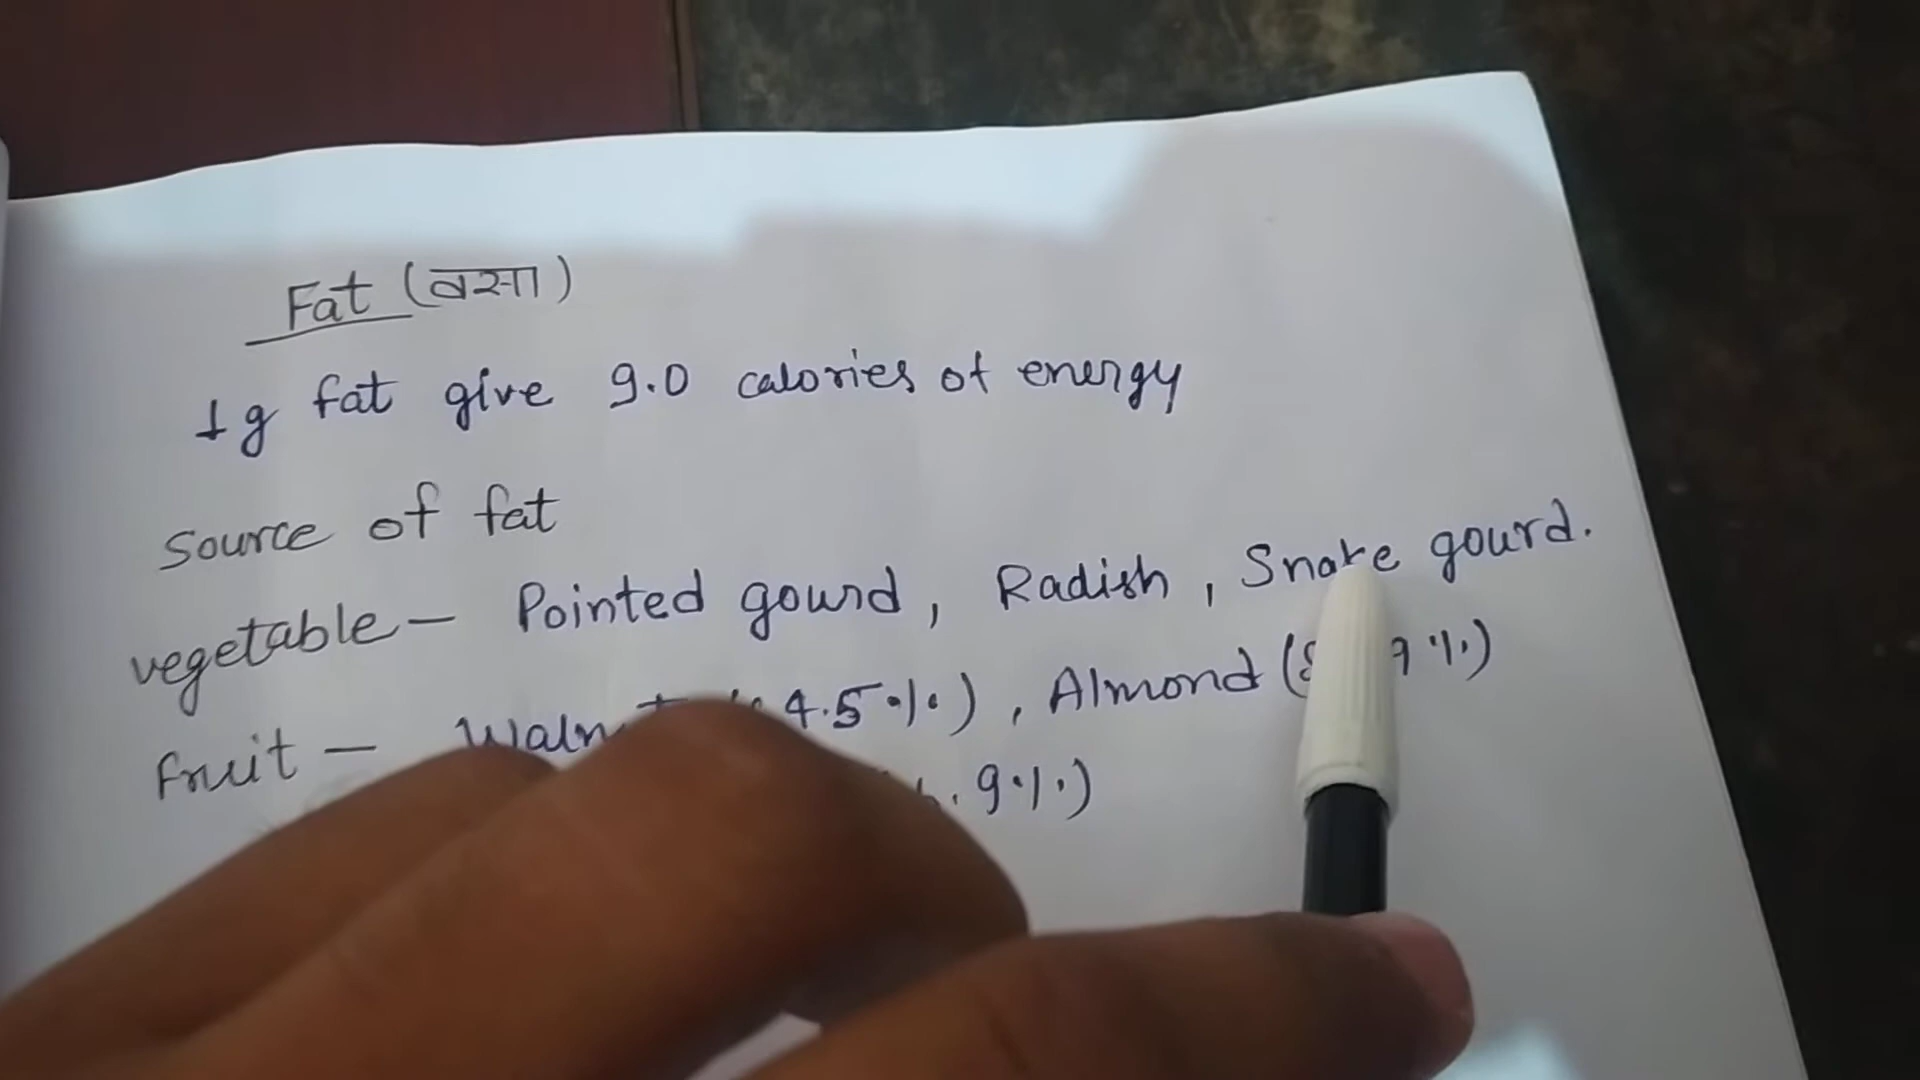 Fat (वसा)
1g fat give 9.0 calories of energy
Source of fat
vegetable - Pointed gourd, Radish, Snake gourd.
fruit - 4.5%), Almond
9%)